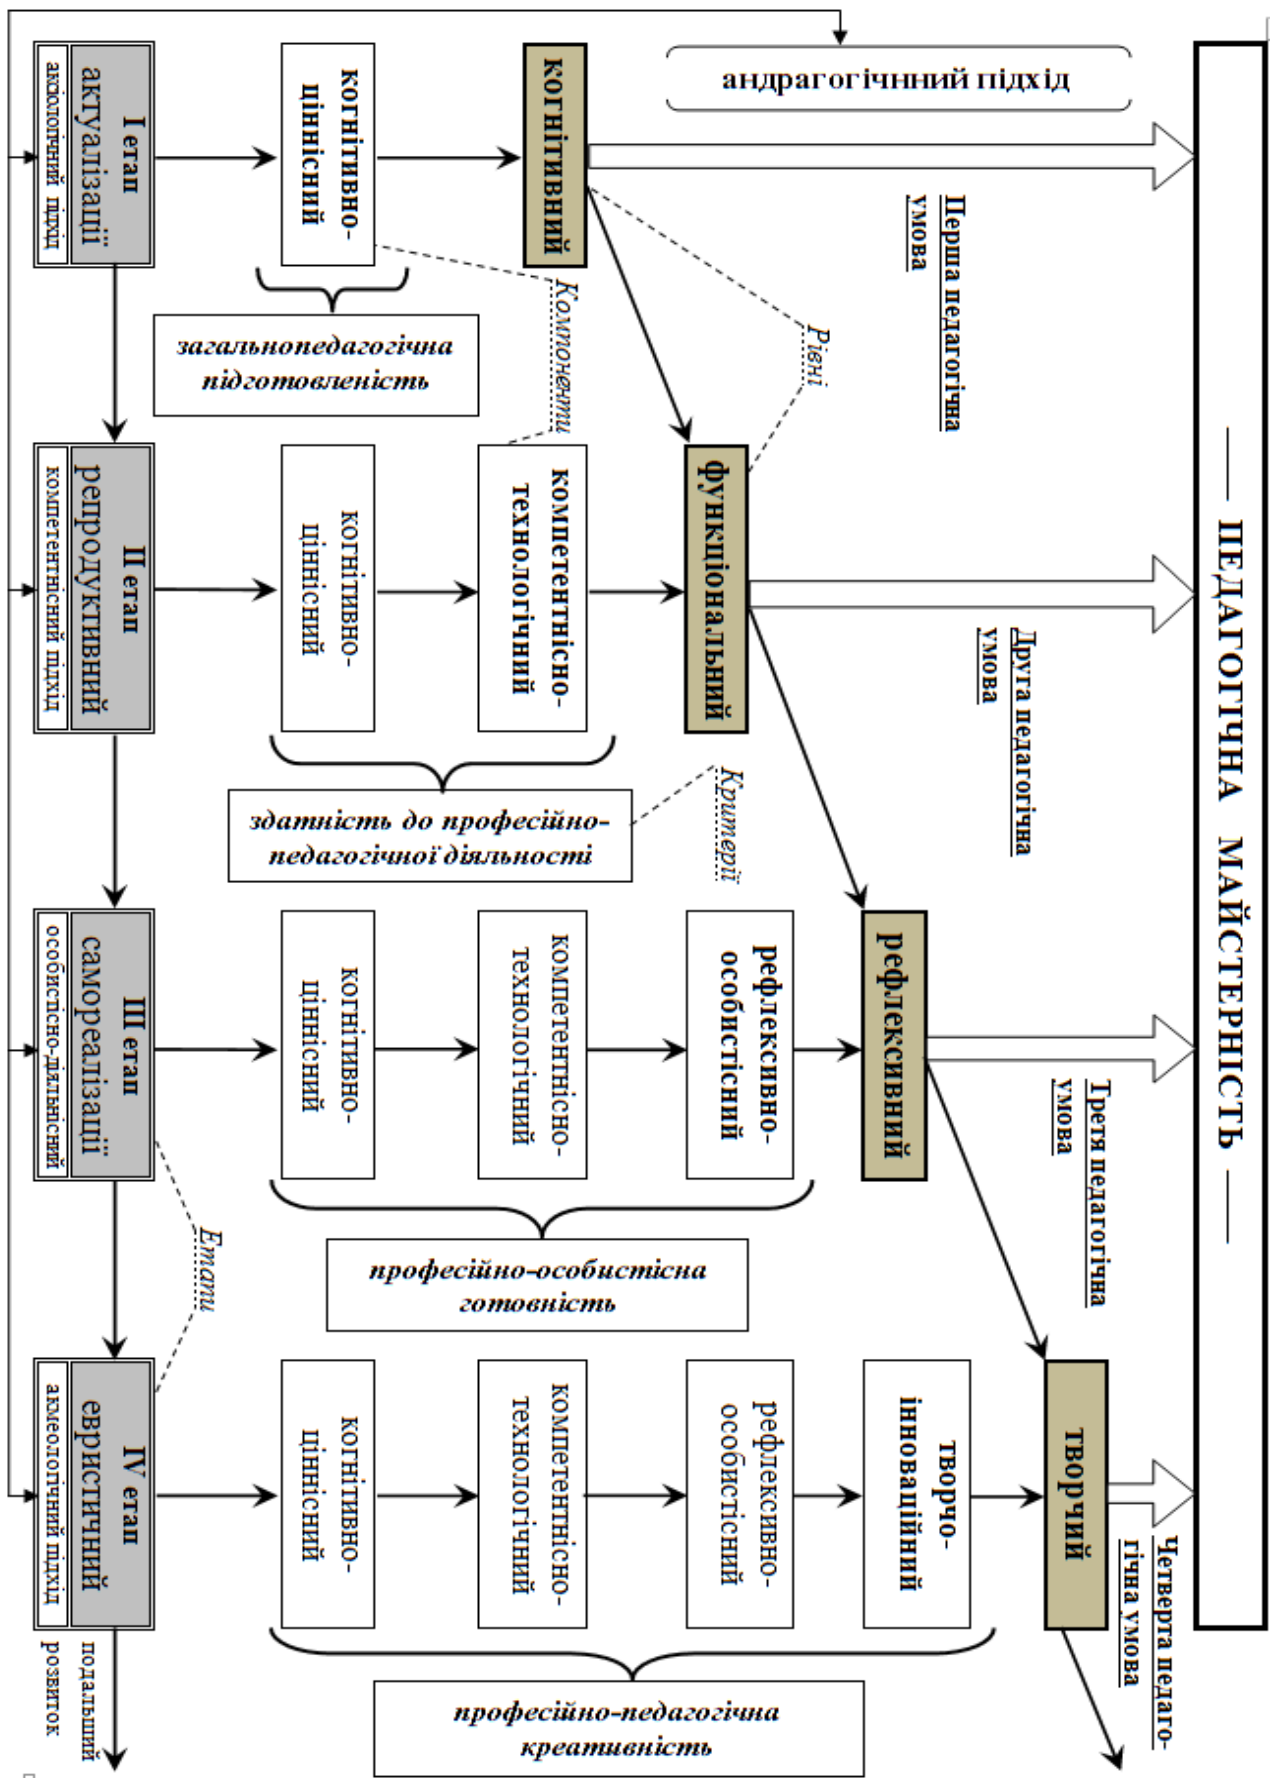 андрагогічнний підхід
— ПЕДАГОГІЧНА МАЙСТЕРНІСТЬ —
І етап
актуалізації
аксіологічний підхід
когнітивно-
ціннісний
когнітивний
Перша педагогічна
умова
загальнопедагогічна
підготовленість
Компоненти
Рівні
ІІ етап
репродуктивний
компетентнісний підхід
когнітивно-
ціннісний
компетентнісно-
технологічний
функціональний
Друга педагогічна
умова
здатність до професійно-
педагогічної діяльності
Критерії
ІІІ етап
самореалізації
особистісно-діяльнісний
когнітивно-
ціннісний
компетентнісно-
технологічний
рефлексивно-
особистісний
рефлексивний
Третя педагогічна
умова
професійно-особистісна
готовність
Етапи
IV етап
евристичний
акмеологічний підхід
когнітивно-
ціннісний
компетентнісно-
технологічний
рефлексивно-
особистісний
творчо-
інноваційний
творчий
Четверта педаго-
гічна умова
професійно-педагогічна
креативність
подальший
розвиток